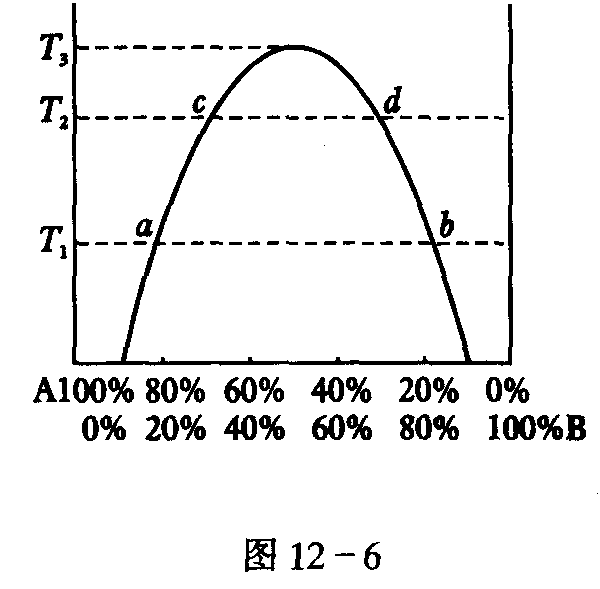 T₃
c d
T₂
a b
T₁
A100% 80% 60% 40% 20% 0%
0% 20% 40% 60% 80% 100%B
图 12-6